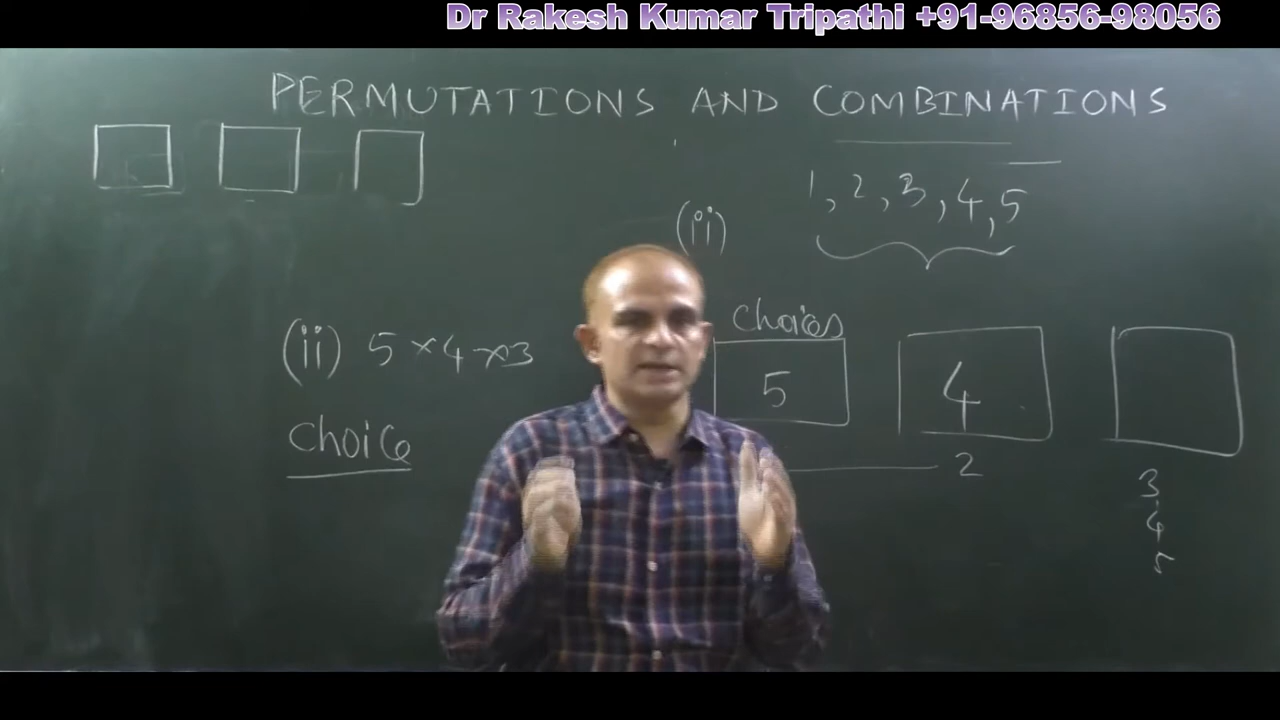 Dr Rakesh Kumar Tripathi +91-96856-98056
PERMUTATIONS AND COMBINATIONS
(ii) 1, 2, 3, 4, 5
choices
(ii) 5 × 4 × 3
5 4
choice
2
3
4
5